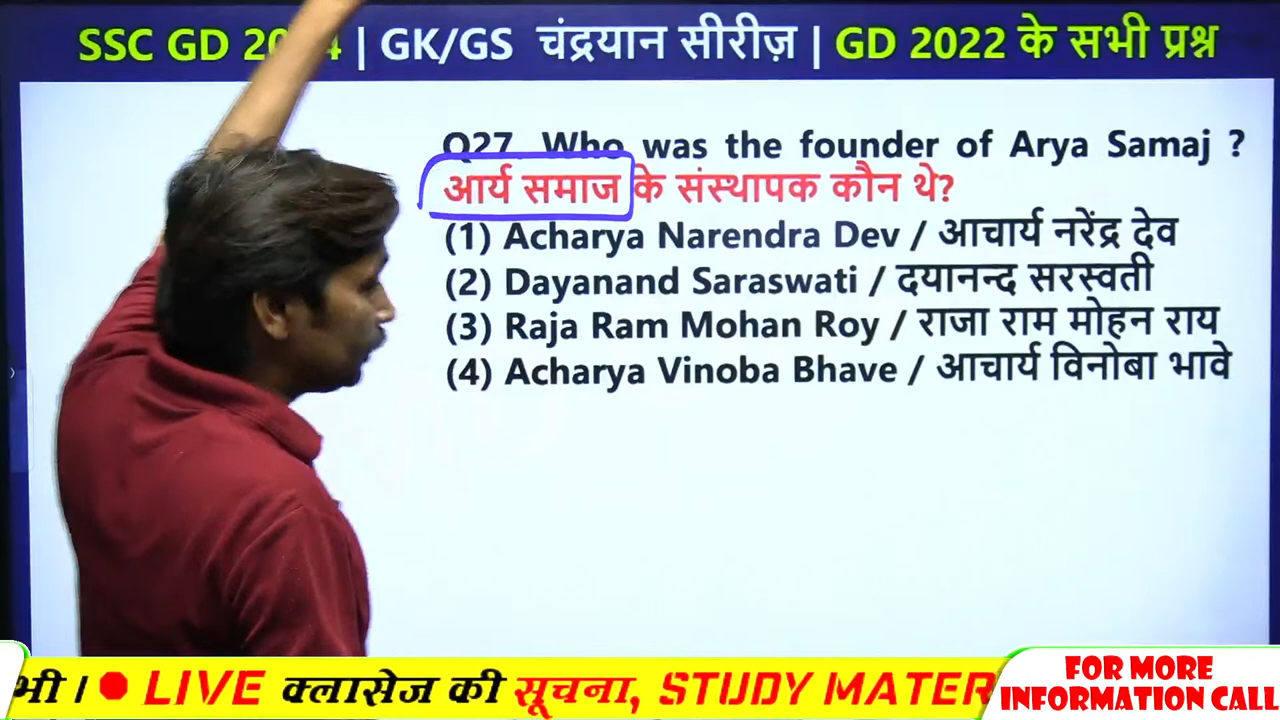 SSC GD 2024 | GK/GS चंद्रयान सीरीज़ | GD 2022 के सभी प्रश्न
Q27. Who was the founder of Arya Samaj ?
आर्य समाज के संस्थापक कौन थे?
(1) Acharya Narendra Dev / आचार्य नरेंद्र देव
(2) Dayanand Saraswati / दयानन्द सरस्वती
(3) Raja Ram Mohan Roy / राजा राम मोहन राय
(4) Acharya Vinoba Bhave / आचार्य विनोबा भावे
भी । LIVE क्लासेज की सूचना, STUDY MATER
FOR MORE
INFORMATION CALL